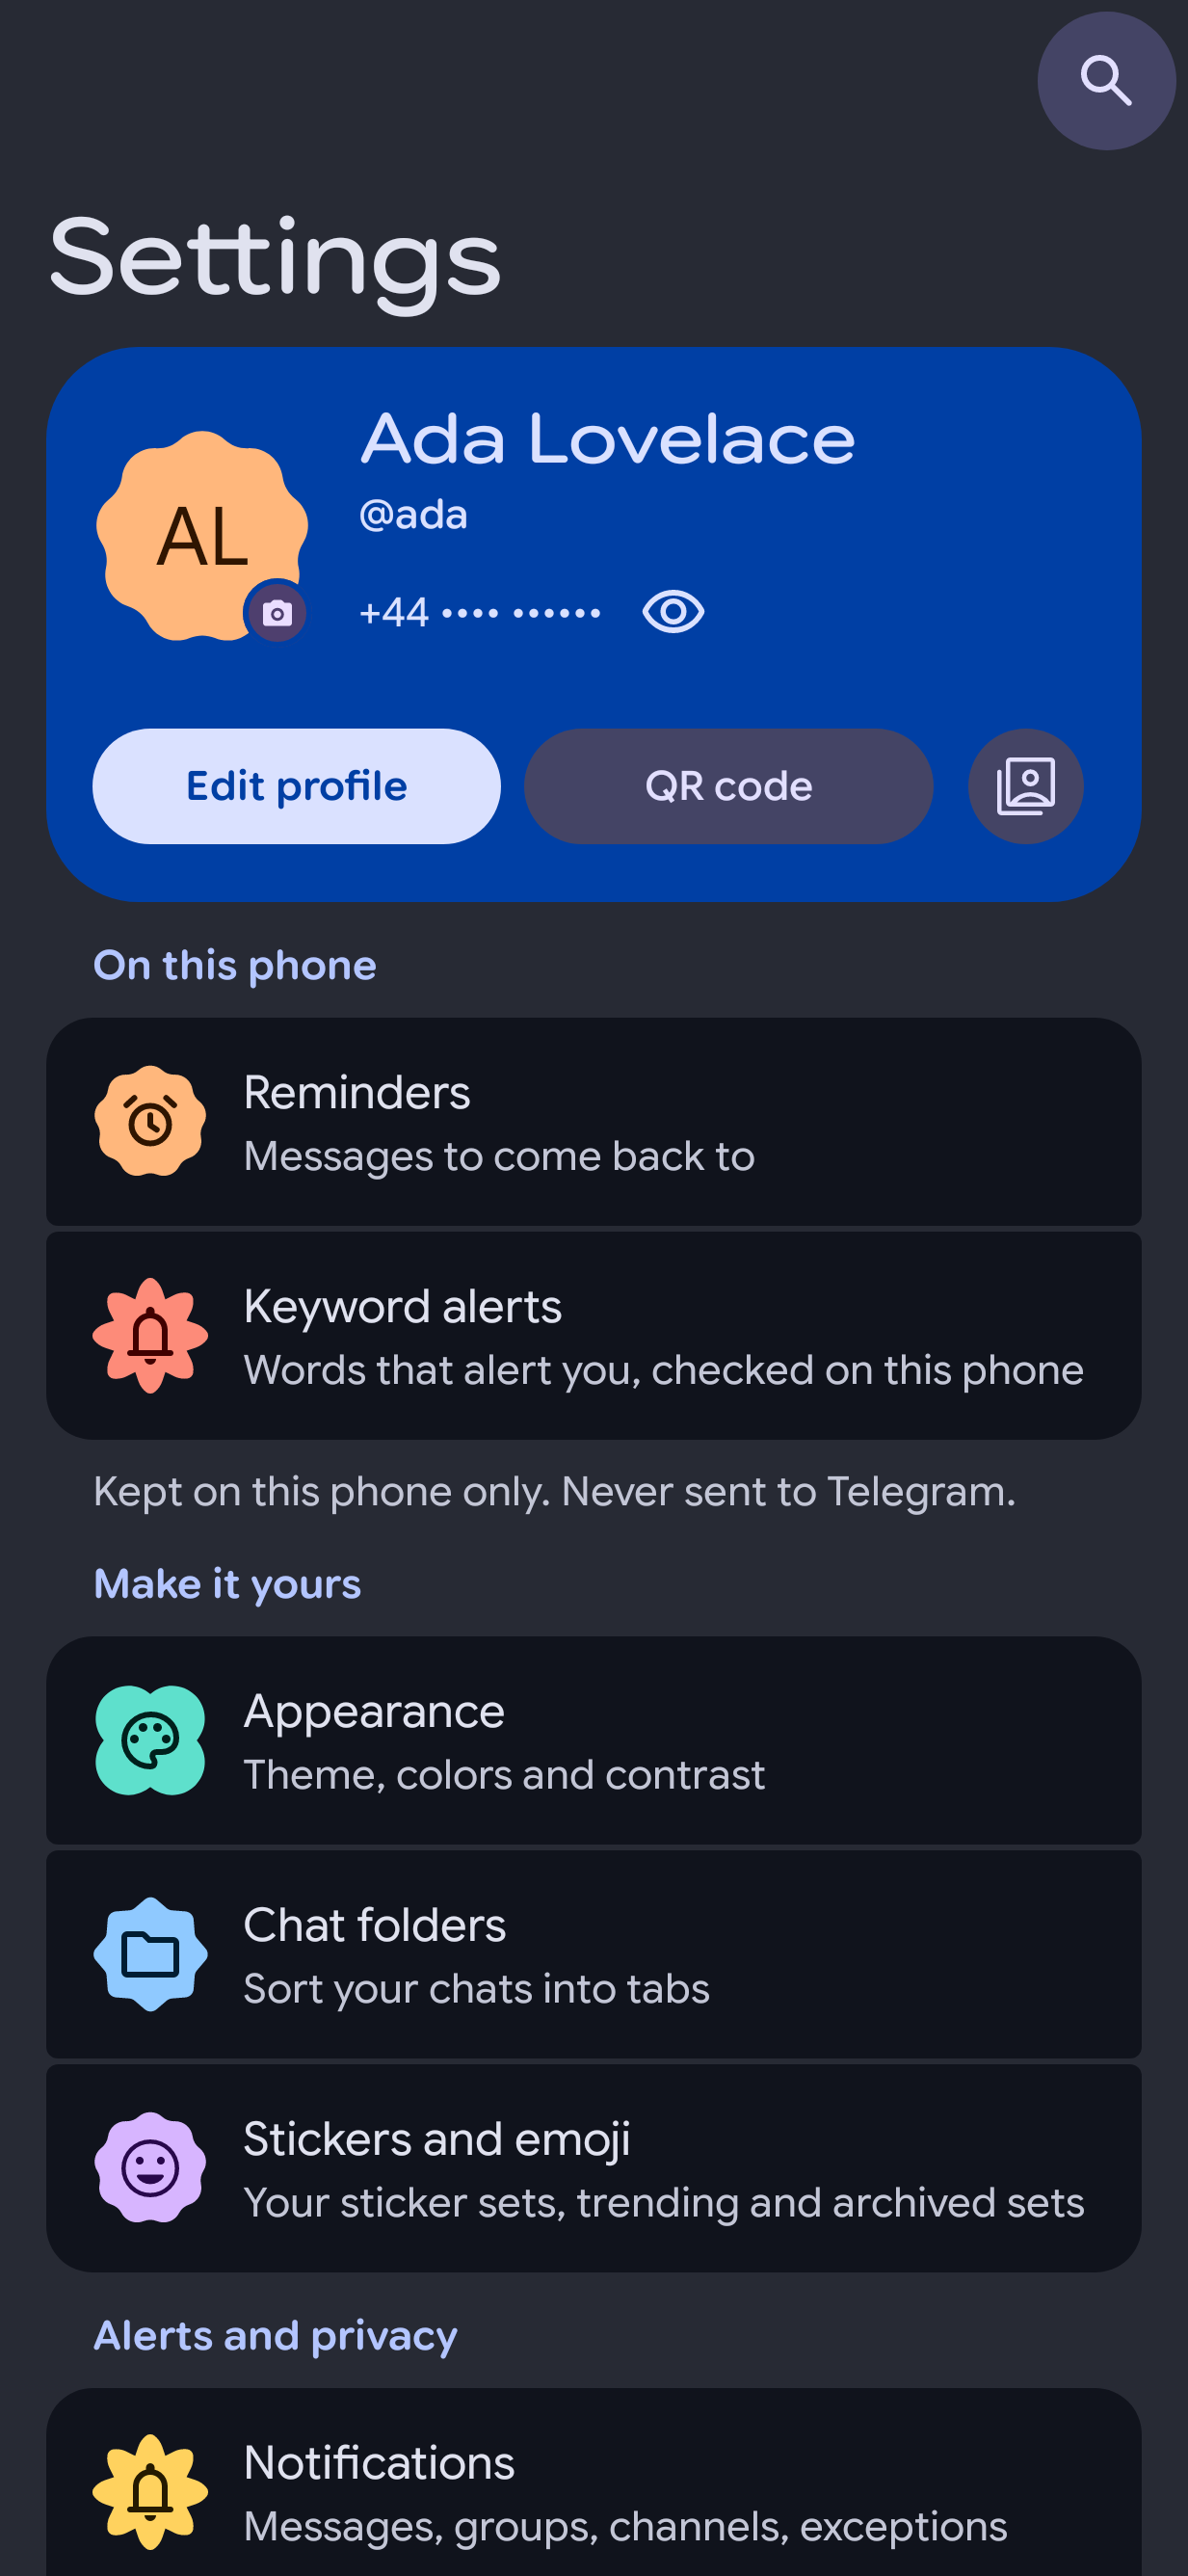 Settings
Ada Lovelace
@ada
+44 •••• ••••••
Edit profile
QR code
On this phone
Reminders
Messages to come back to
Keyword alerts
Words that alert you, checked on this phone
Kept on this phone only. Never sent to Telegram.
Make it yours
Appearance
Theme, colors and contrast
Chat folders
Sort your chats into tabs
Stickers and emoji
Your sticker sets, trending and archived sets
Alerts and privacy
Notifications
Messages, groups, channels, exceptions
AL